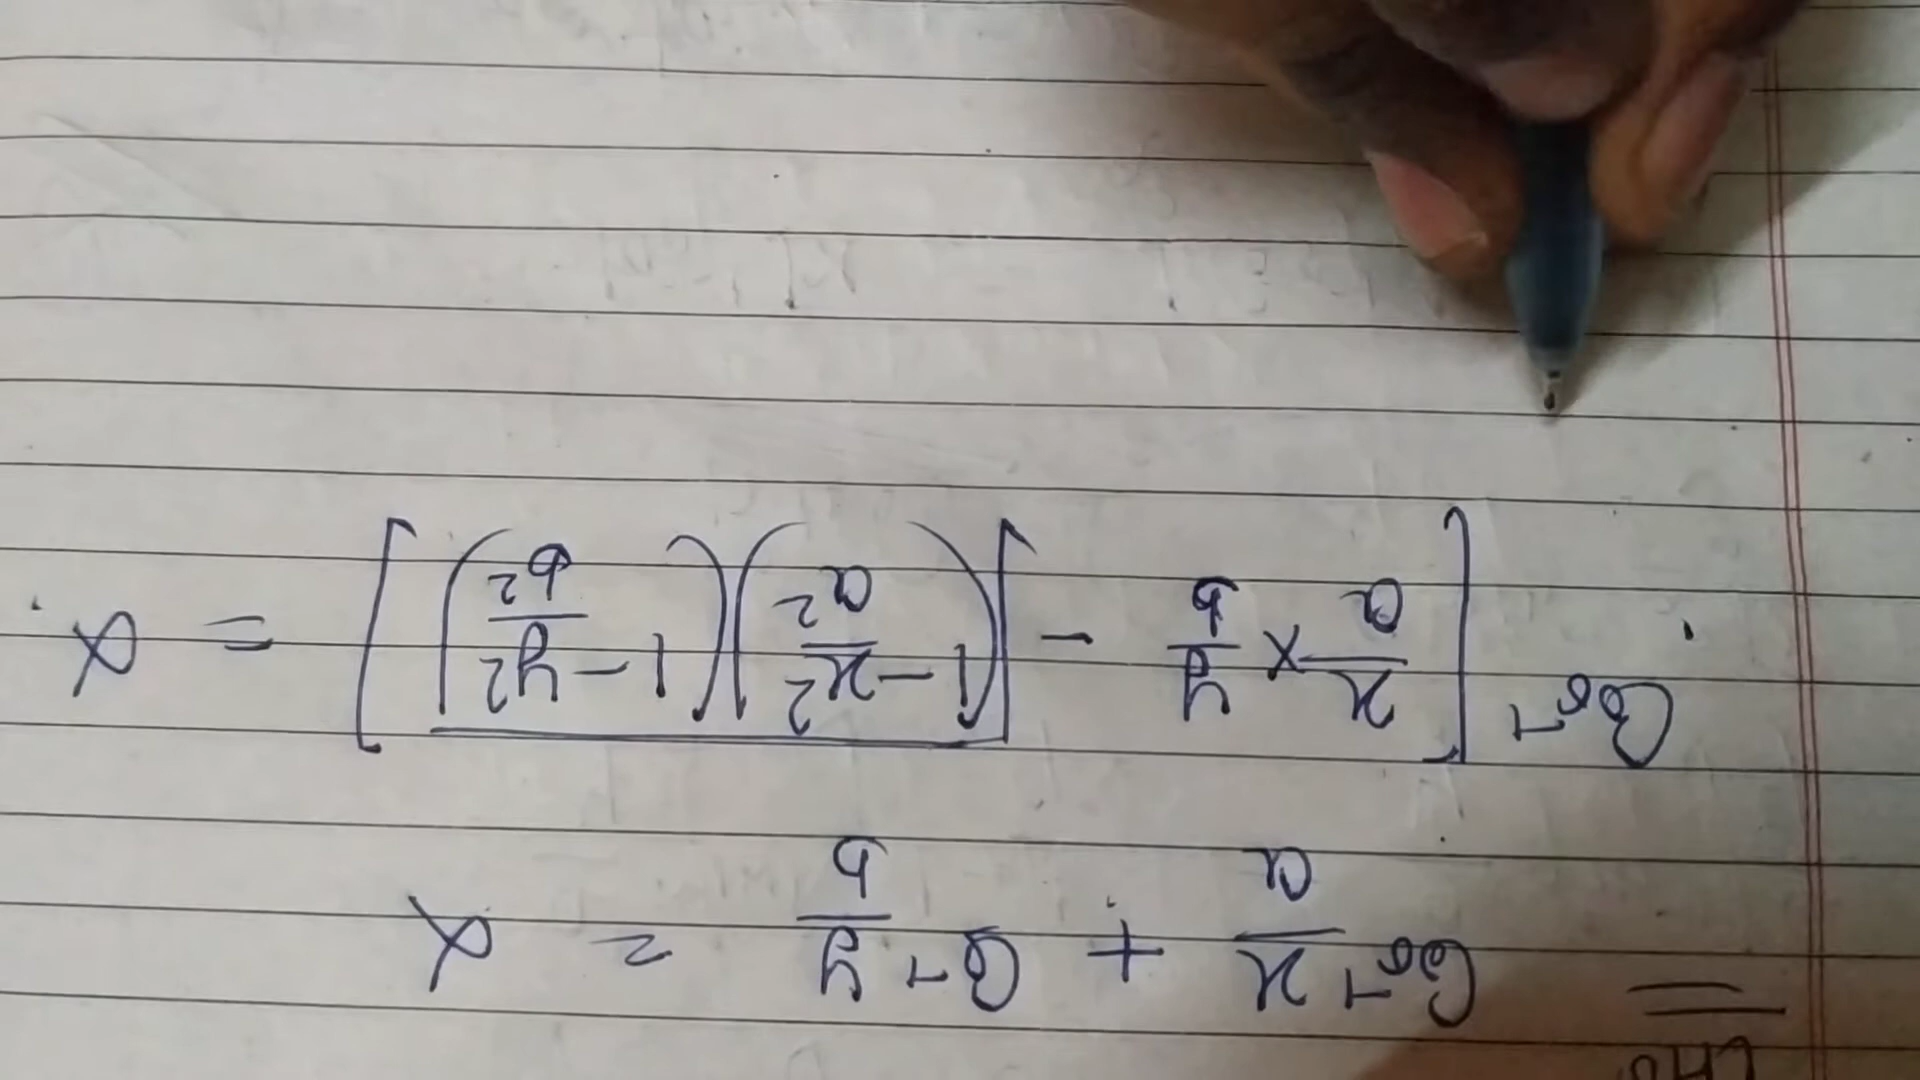 Cos⁻¹ x/a + Cos⁻¹ y/b = α
Cos⁻¹ [ x/a × y/b − √(1 − x²/a²)(1 − y²/b²) ] = α